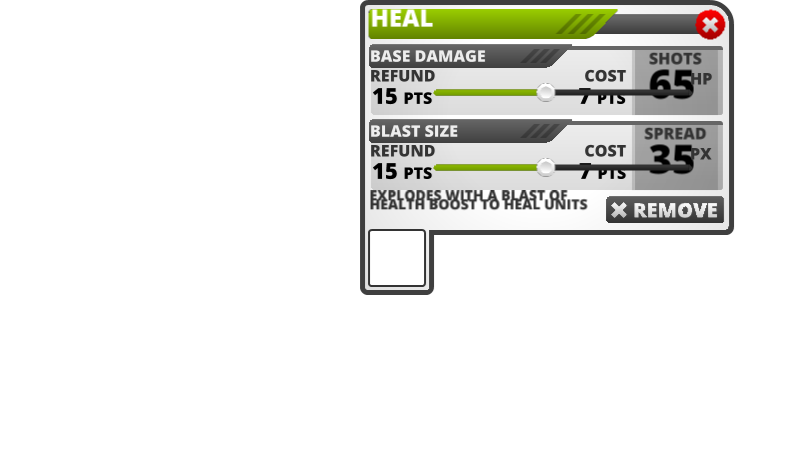 HEAL
BASE DAMAGE
SHOTS
REFUND
COST
65 HP
15 PTS
7 PTS
BLAST SIZE
SPREAD
REFUND
COST
35 PX
15 PTS
7 PTS
EXPLODES WITH A BLAST OF
HEALTH BOOST TO HEAL UNITS
REMOVE